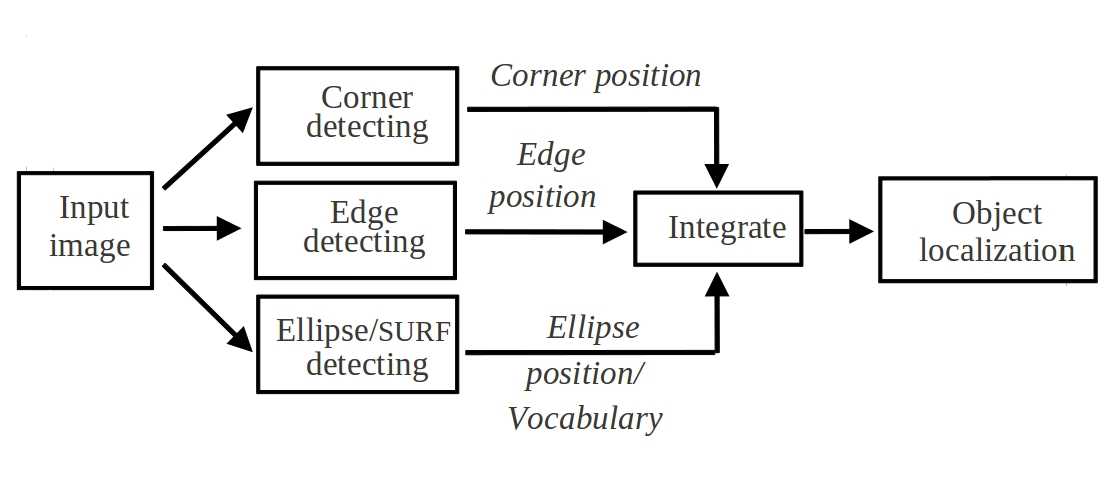 Input
image
Corner
detecting
Edge
detecting
Ellipse/SURF
detecting
Corner position
Edge
position
Ellipse
position/
Vocabulary
Integrate
Object
localization